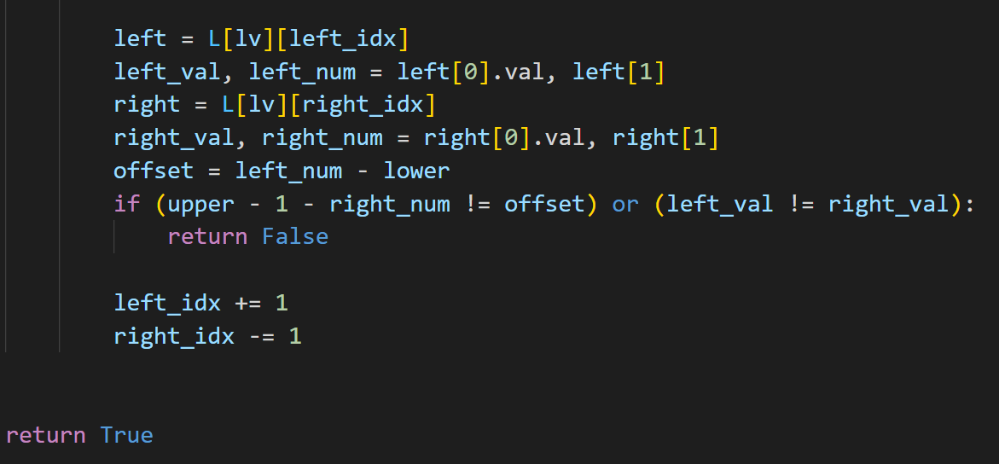 left = L[lv][left_idx]
left_val, left_num = left[0].val, left[1]
right = L[lv][right_idx]
right_val, right_num = right[0].val, right[1]
offset = left_num - lower
if (upper - 1 - right_num != offset) or (left_val != right_val):
return False
left_idx += 1
right_idx -= 1
return True